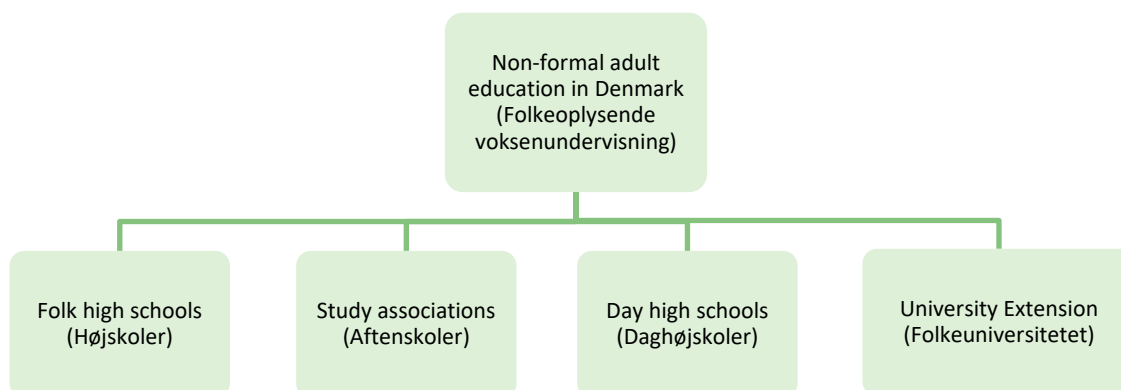 Non-formal adult
education in Denmark
(Folkeoplysende
voksenundervisning)
Folk high schools
(Højskoler)
Study associations
(Aftenskoler)
Day high schools
(Daghøjskoler)
University Extension
(Folkeuniversitetet)